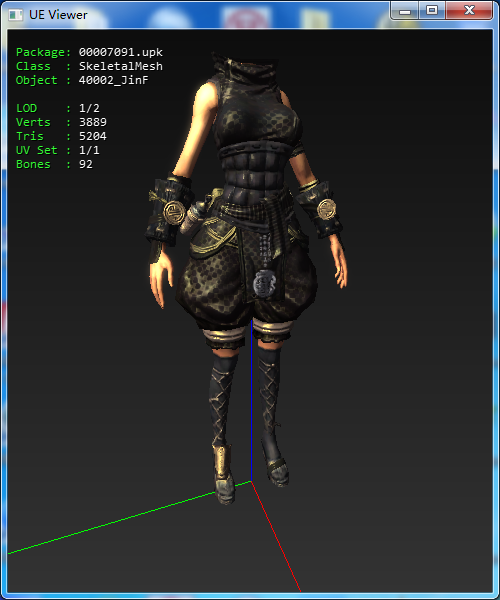 UE Viewer
Package: 00007091.upk
Class : SkeletalMesh
Object : 40002_JinF
LOD : 1/2
Verts : 3889
Tris : 5204
UV Set : 1/1
Bones : 92